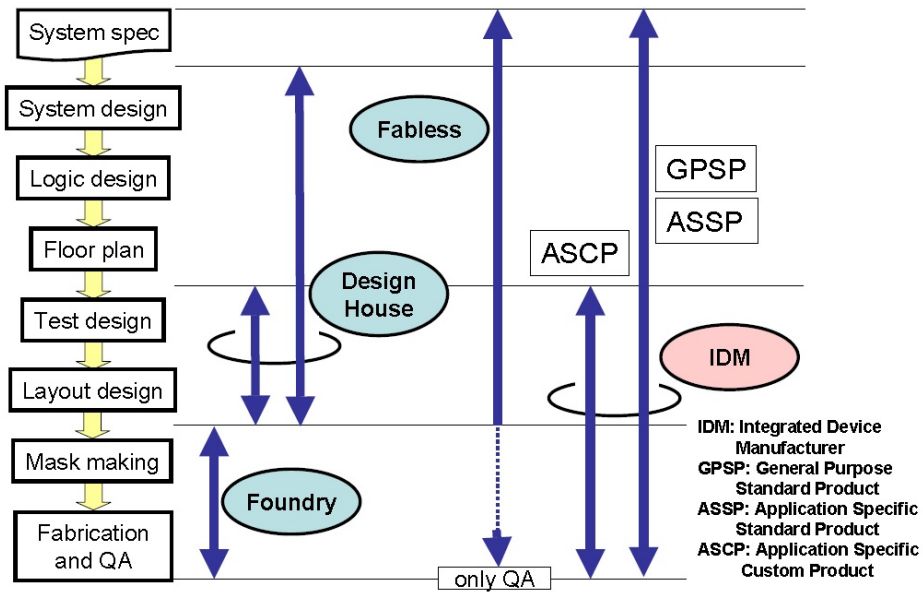 System spec
System design
Logic design
Floor plan
Test design
Layout design
Mask making
Fabrication
and QA
Fabless
Design
House
Foundry
only QA
GPSP
ASSP
ASCP
IDM
IDM: Integrated Device
Manufacturer
GPSP: General Purpose
Standard Product
ASSP: Application Specific
Standard Product
ASCP: Application Specific
Custom Product